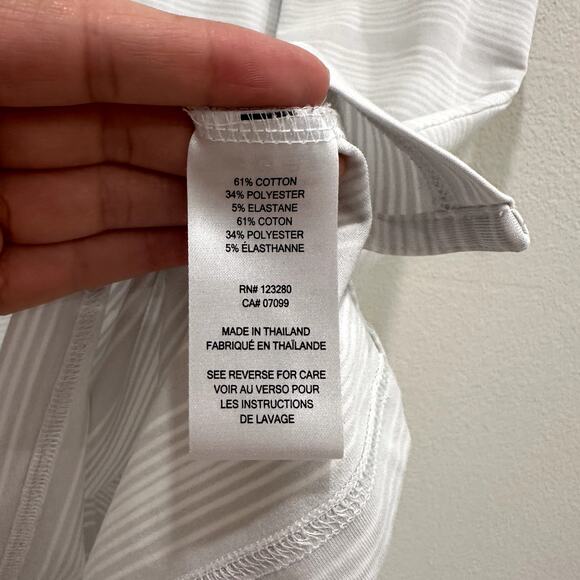 61% COTTON
34% POLYESTER
5% ELASTANE
61% COTON
34% POLYESTER
5% ÉLASTHANNE
RN# 123280
CA# 07099
MADE IN THAILAND
FABRIQUÉ EN THAÏLANDE
SEE REVERSE FOR CARE
VOIR AU VERSO POUR
LES INSTRUCTIONS
DE LAVAGE